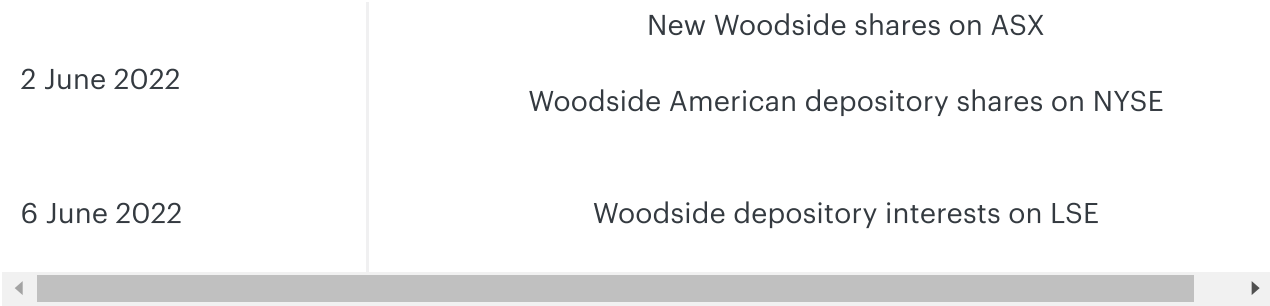 New Woodside shares on ASX
2 June 2022
Woodside American depository shares on NYSE
6 June 2022
Woodside depository interests on LSE